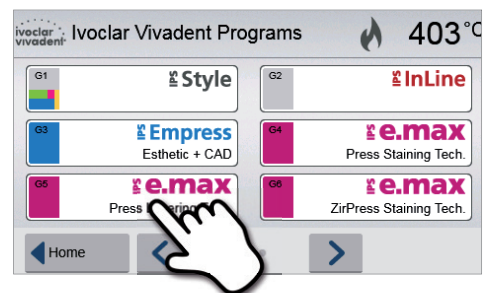 ivoclar vivadent Ivoclar Vivadent Programs 403°C
G1 IPS Style
G2 IPS InLine
G3 IPS Empress
Esthetic + CAD
G4 IPS e.max
Press Staining Tech.
G5 IPS e.max
Press
G6 IPS e.max
ZirPress Staining Tech.
Home